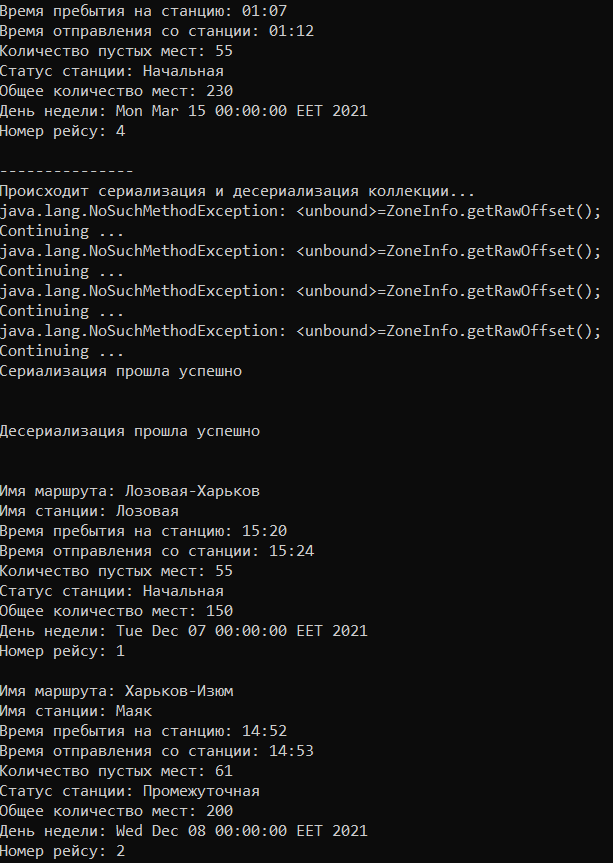 Время пребытия на станцию: 01:07
Время отправления со станции: 01:12
Количество пустых мест: 55
Статус станции: Начальная
Общее количество мест: 230
День недели: Mon Mar 15 00:00:00 EET 2021
Номер рейсу: 4
---------------
Происходит сериализация и десериализация коллекции...
java.lang.NoSuchMethodException: <unbound>=ZoneInfo.getRawOffset();
Continuing ...
java.lang.NoSuchMethodException: <unbound>=ZoneInfo.getRawOffset();
Continuing ...
java.lang.NoSuchMethodException: <unbound>=ZoneInfo.getRawOffset();
Continuing ...
java.lang.NoSuchMethodException: <unbound>=ZoneInfo.getRawOffset();
Continuing ...
Сериализация прошла успешно
Десериализация прошла успешно
Имя маршрута: Лозовая-Харьков
Имя станции: Лозовая
Время пребытия на станцию: 15:20
Время отправления со станции: 15:24
Количество пустых мест: 55
Статус станции: Начальная
Общее количество мест: 150
День недели: Tue Dec 07 00:00:00 EET 2021
Номер рейсу: 1
Имя маршрута: Харьков-Изюм
Имя станции: Маяк
Время пребытия на станцию: 14:52
Время отправления со станции: 14:53
Количество пустых мест: 61
Статус станции: Промежуточная
Общее количество мест: 200
День недели: Wed Dec 08 00:00:00 EET 2021
Номер рейсу: 2